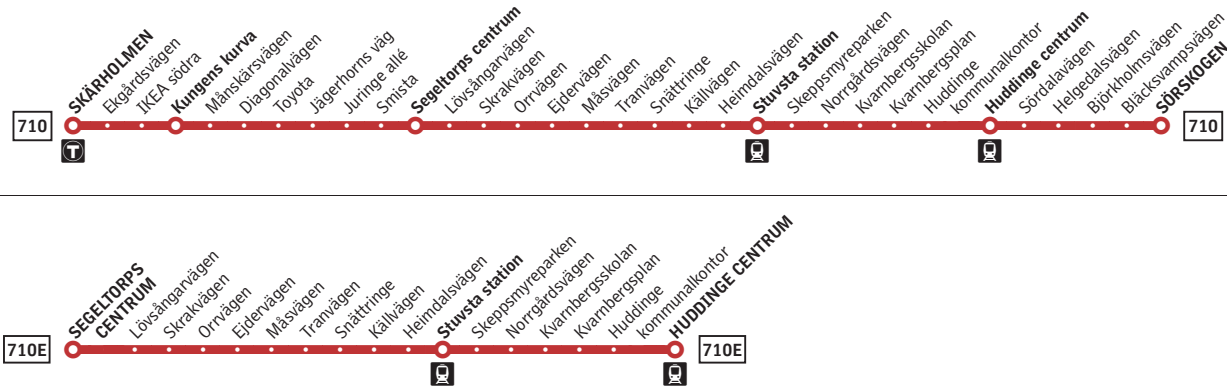 710
SKÄRHOLMEN
Ekgårdsvägen
IKEA södra
Kungens kurva
Månskärsvägen
Diagonalvägen
Toyota
Jägerhorns väg
Juringe allé
Smista
Segeltorps centrum
Lövsångarvägen
Skrakvägen
Orrvägen
Ejdervägen
Måsvägen
Tranvägen
Snättringe
Källvägen
Heimdalsvägen
Stuvsta station
Skeppsmyreparken
Norrgårdsvägen
Kvarnbergsskolan
Kvarnbergsplan
Huddinge
kommunalkontor
Huddinge centrum
Sördalavägen
Helgedalsvägen
Björkholmsvägen
Bläcksvampsvägen
SÖRSKOGEN
710
T
710E
SEGELTORPS
CENTRUM
Lövsångarvägen
Skrakvägen
Orrvägen
Ejdervägen
Måsvägen
Tranvägen
Snättringe
Källvägen
Heimdalsvägen
Stuvsta station
Skeppsmyreparken
Norrgårdsvägen
Kvarnbergsskolan
Kvarnbergsplan
Huddinge
kommunalkontor
HUDDINGE CENTRUM
710E